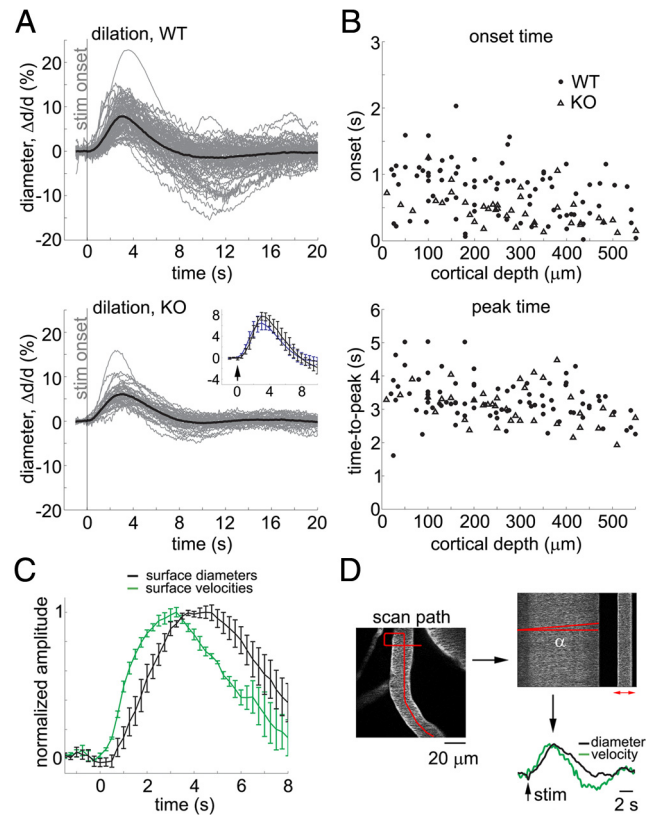 A
dilation, WT
stim onset
diameter, Δd/d (%)
20
10
0
-10
-20
0 4 8 12 16 20
time (s)
B
onset time
WT
KO
onset (s)
3
2
1
0
0 100 200 300 400 500
cortical depth (μm)
dilation, KO
stim onset
diameter, Δd/d (%)
20
10
0
-10
-20
8
4
0
-4
0 4 8
0 4 8 12 16 20
time (s)
peak time
time-to-peak (s)
6
5
4
3
2
1
0
0 100 200 300 400 500
cortical depth (μm)
C
surface diameters
surface velocities
normalized amplitude
1
0
0 2 4 6 8
time (s)
D
scan path
20 μm
α
diameter
velocity
stim
2 s